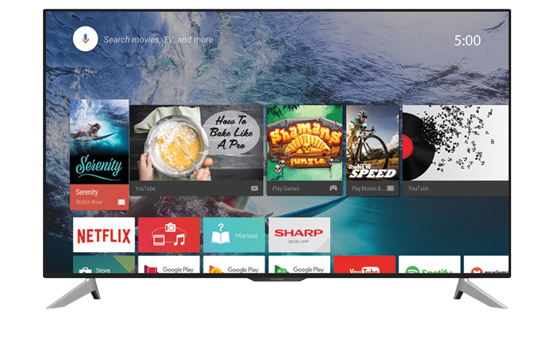 Search movies, TV, and more
5:00
Serenity
How To
Bake Like
A Pro
Shamans
Jungle
NEW
SPEED
Serenity
Watch Now
YouTube
Play Games
Play Movies &
YouTube
NETFLIX
?
Manual
SHARP
DEMO APP
Store
Google Play
Google Play
Google Play
YouTube
Spotify